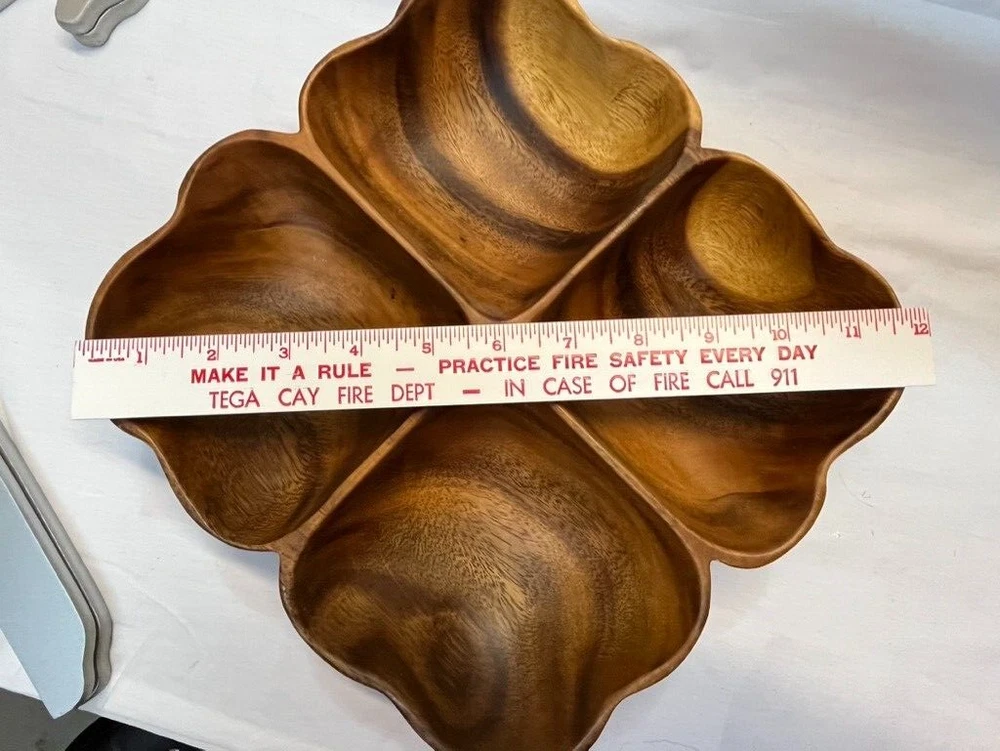 1 2 3 4 5 6 7 8 9 10 11 12
MAKE IT A RULE — PRACTICE FIRE SAFETY EVERY DAY
TEGA CAY FIRE DEPT – IN CASE OF FIRE CALL 911